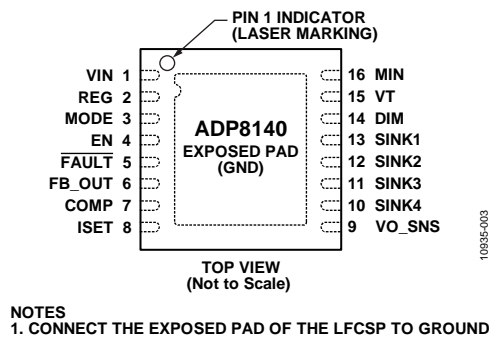 PIN 1 INDICATOR
(LASER MARKING)
VIN 1
REG 2
MODE 3
EN 4
FAULT 5
FB_OUT 6
COMP 7
ISET 8
ADP8140
EXPOSED PAD
(GND)
16 MIN
15 VT
14 DIM
13 SINK1
12 SINK2
11 SINK3
10 SINK4
9 VO_SNS
TOP VIEW
(Not to Scale)
NOTES
1. CONNECT THE EXPOSED PAD OF THE LFCSP TO GROUND
10935-003